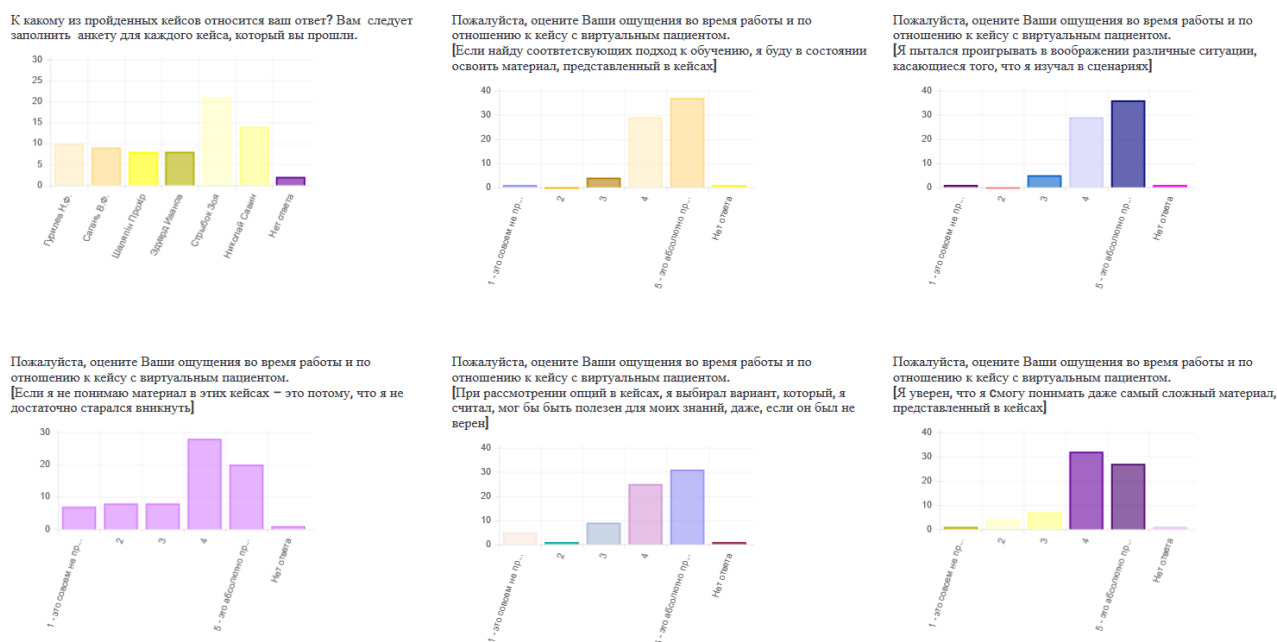 К какому из пройденных кейсов относится ваш ответ? Вам следует
заполнить анкету для каждого кейса, который вы прошли.
30
25
20
15
10
5
0
Гурилев Н.Ф.
Сагань В.Ф.
Шаляпін Прохір
Эдуард Иванов
Стрыбок Зоя
Николай Савин
Нет ответа
Пожалуйста, оцените Ваши ощущения во время работы и по
отношению к кейсу с виртуальным пациентом.
[Если найду соотвтетсвующих подход к обучению, я буду в состоянии
освоить материал, представленный в кейсах]
40
30
20
10
0
1 - это совсем не пр...
2
3
4
5 - это абсолютно пр...
Нет ответа
Пожалуйста, оцените Ваши ощущения во время работы и по
отношению к кейсу с виртуальным пациентом.
[Я пытался проигрывать в воображении различные ситуации,
касающиеся того, что я изучал в сценариях]
40
30
20
10
0
1 - это совсем не пр...
2
3
4
5 - это абсолютно пр...
Нет ответа
Пожалуйста, оцените Ваши ощущения во время работы и по
отношению к кейсу с виртуальным пациентом.
[Если я не понимаю материал в этих кейсах – это потому, что я не
достаточно старался вникнуть]
30
20
10
0
1 - это совсем не пр...
2
3
4
5 - это абсолютно пр...
Нет ответа
Пожалуйста, оцените Ваши ощущения во время работы и по
отношению к кейсу с виртуальным пациентом.
[При рассмотрении опций в кейсах, я выбирал вариант, который, я
считал, мог бы быть полезен для моих знаний, даже, если он был не
верен]
40
30
20
10
0
1 - это совсем не пр...
2
3
4
5 - это абсолютно пр...
Нет ответа
Пожалуйста, оцените Ваши ощущения во время работы и по
отношению к кейсу с виртуальным пациентом.
[Я уверен, что я смогу понимать даже самый сложный материал,
представленный в кейсах]
40
30
20
10
0
1 - это совсем не пр...
2
3
4
5 - это абсолютно пр...
Нет ответа